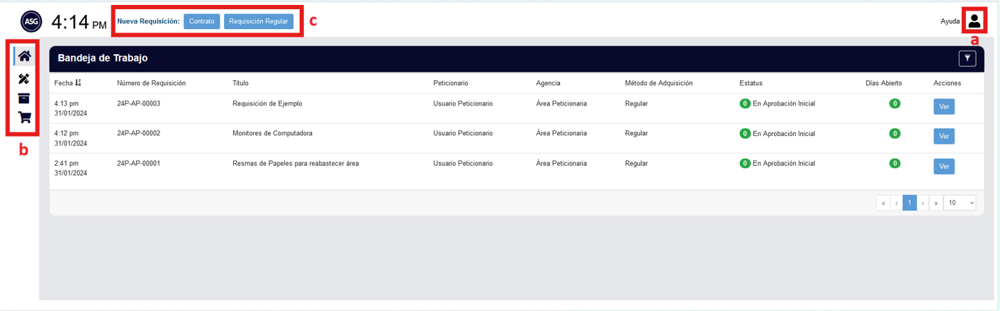 ASG 4:14 PM Nueva Requisición: Contrato Requisición Regular c Ayuda
a
b
Bandeja de Trabajo
Fecha Número de Requisición Título Peticionario Agencia Método de Adquisición Estatus Días Abierto Acciones
4:13 pm 24P-AP-00003 Requisición de Ejemplo Usuario Peticionario Área Peticionaria Regular 0 En Aprobación Inicial 0 Ver
31/01/2024
4:12 pm 24P-AP-00002 Monitores de Computadora Usuario Peticionario Área Peticionaria Regular 0 En Aprobación Inicial 0 Ver
31/01/2024
2:41 pm 24P-AP-00001 Resmas de Papeles para reabastecer área Usuario Peticionario Área Peticionaria Regular 0 En Aprobación Inicial 0 Ver
31/01/2024
« ‹ 1 › » 10